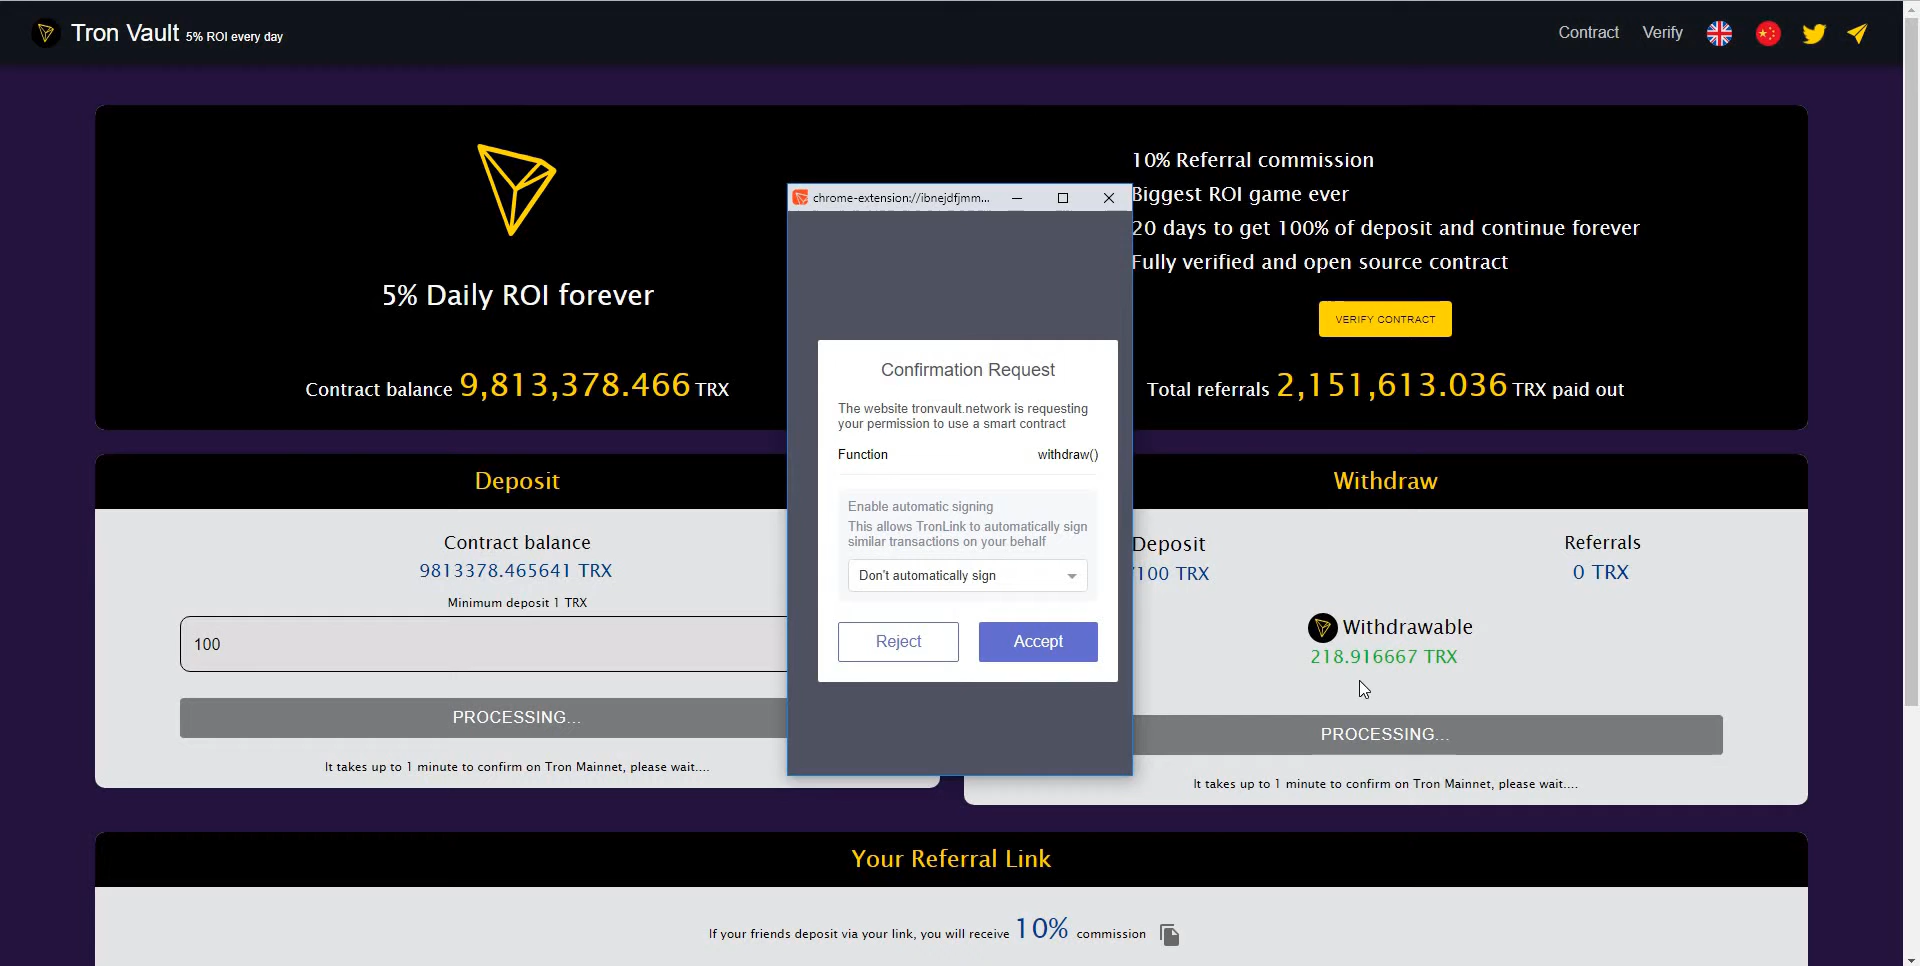 Tron Vault 5% ROI every day
Contract
Verify
5% Daily ROI forever
Contract balance 9,813,378.466 TRX
10% Referral commission
Biggest ROI game ever
20 days to get 100% of deposit and continue forever
Fully verified and open source contract
VERIFY CONTRACT
Total referrals 2,151,613.036 TRX paid out
chrome-extension://ibnejdfjmm...
Confirmation Request
The website tronvault.network is requesting
your permission to use a smart contract
Function withdraw()
Enable automatic signing
This allows TronLink to automatically sign
similar transactions on your behalf
Don't automatically sign
Reject
Accept
Deposit
Contract balance
9813378.465641 TRX
Minimum deposit 1 TRX
100
PROCESSING...
It takes up to 1 minute to confirm on Tron Mainnet, please wait....
Withdraw
Deposit
100 TRX
Referrals
0 TRX
Withdrawable
218.916667 TRX
PROCESSING...
It takes up to 1 minute to confirm on Tron Mainnet, please wait....
Your Referral Link
If your friends deposit via your link, you will receive 10% commission